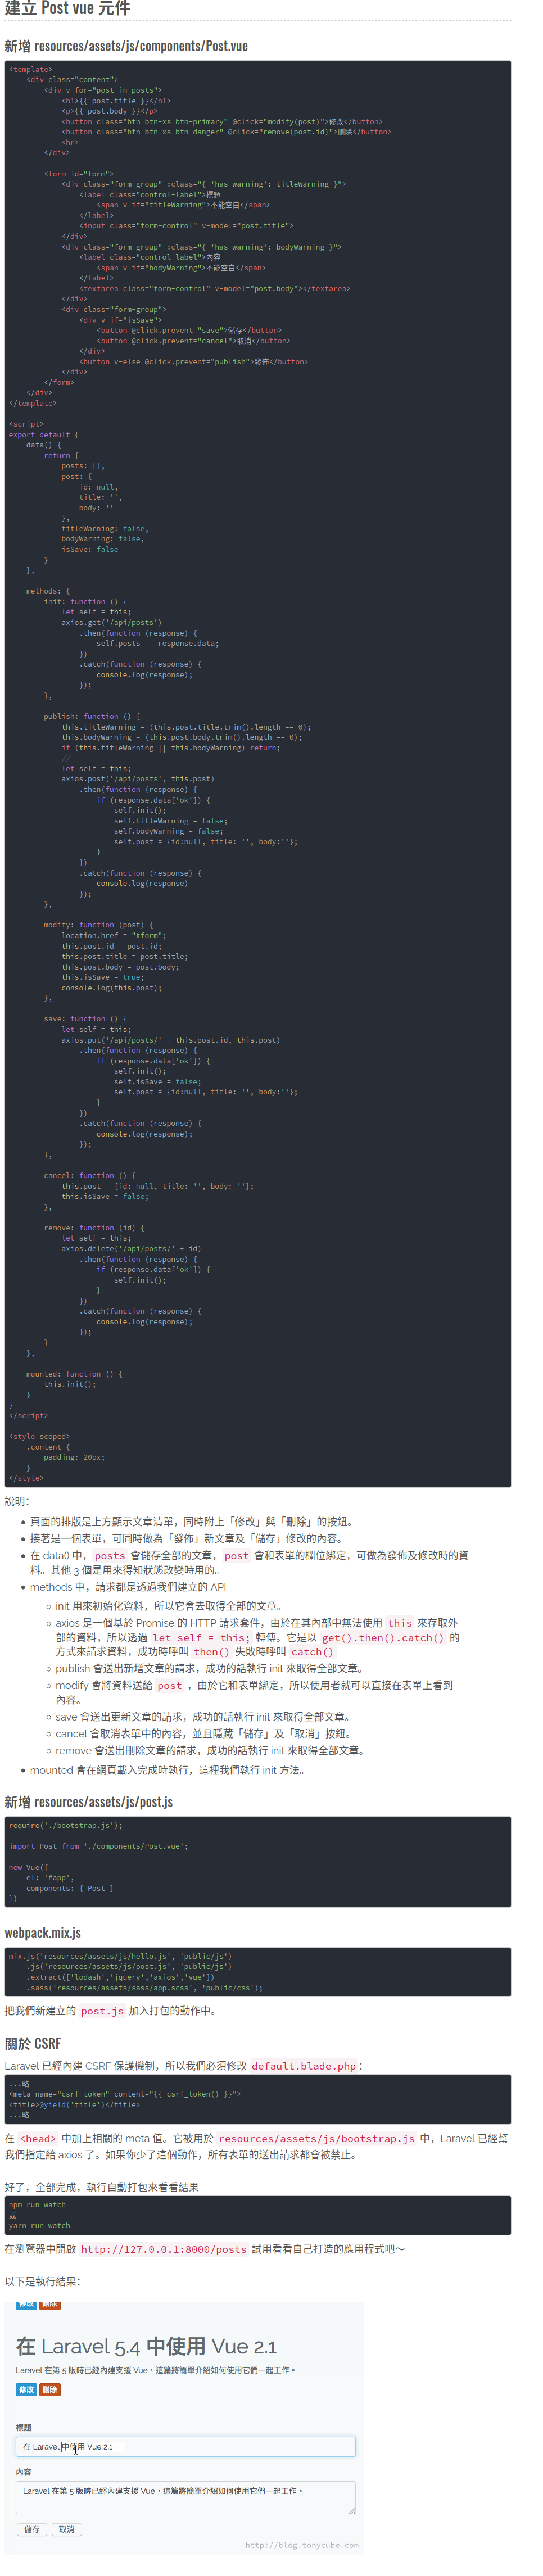 建立 Post vue 元件
新增 resources/assets/js/components/Post.vue
<template>
    <div class="content">
        <div v-for="post in posts">
            <h1>{{ post.title }}</h1>
            <p>{{ post.body }}</p>
            <button class="btn btn-xs btn-primary" @click="modify(post)">修改</button>
            <button class="btn btn-xs btn-danger" @click="remove(post.id)">刪除</button>
            <hr>
        </div>

        <form id="form">
            <div class="form-group" :class="{ 'has-warning': titleWarning }">
                <label class="control-label">標題
                    <span v-if="titleWarning">不能空白</span>
                </label>
                <input class="form-control" v-model="post.title">
            </div>
            <div class="form-group" :class="{ 'has-warning': bodyWarning }">
                <label class="control-label">內容
                    <span v-if="bodyWarning">不能空白</span>
                </label>
                <textarea class="form-control" v-model="post.body"></textarea>
            </div>
            <div class="form-group">
                <div v-if="isSave">
                    <button @click.prevent="save">儲存</button>
                    <button @click.prevent="cancel">取消</button>
                </div>
                <button v-else @click.prevent="publish">發佈</button>
            </div>
        </form>
    </div>
</template>

<script>
export default {
    data() {
        return {
            posts: [],
            post: {
                id: null,
                title: '',
                body: ''
            },
            titleWarning: false,
            bodyWarning: false,
            isSave: false
        }
    },

    methods: {
        init: function () {
            let self = this;
            axios.get('/api/posts')
                .then(function (response) {
                    self.posts  = response.data;
                })
                .catch(function (response) {
                    console.log(response);
                });
        },

        publish: function () {
            this.titleWarning = (this.post.title.trim().length == 0);
            this.bodyWarning = (this.post.body.trim().length == 0);
            if (this.titleWarning || this.bodyWarning) return;
            //
            let self = this;
            axios.post('/api/posts', this.post)
                .then(function (response) {
                    if (response.data['ok']) {
                        self.init();
                        self.titleWarning = false;
                        self.bodyWarning = false;
                        self.post = {id:null, title: '', body:''};
                    }
                })
                .catch(function (response) {
                    console.log(response)
                });
        },

        modify: function (post) {
            location.href = "#form";
            this.post.id = post.id;
            this.post.title = post.title;
            this.post.body = post.body;
            this.isSave = true;
            console.log(this.post);
        },

        save: function () {
            let self = this;
            axios.put('/api/posts/' + this.post.id, this.post)
                .then(function (response) {
                    if (response.data['ok']) {
                        self.init();
                        self.isSave = false;
                        self.post = {id:null, title: '', body:''};
                    }
                })
                .catch(function (response) {
                    console.log(response);
                });
        },

        cancel: function () {
            this.post = {id: null, title: '', body: ''};
            this.isSave = false;
        },

        remove: function (id) {
            let self = this;
            axios.delete('/api/posts/' + id)
                .then(function (response) {
                    if (response.data['ok']) {
                        self.init();
                    }
                })
                .catch(function (response) {
                    console.log(response);
                });
        }
    },

    mounted: function () {
        this.init();
    }
}
</script>

<style scoped>
    .content {
        padding: 20px;
    }
</style>
說明：
頁面的排版是上方顯示文章清單，同時附上「修改」與「刪除」的按鈕。
接著是一個表單，可同時做為「發佈」新文章及「儲存」修改的內容。
在 data() 中，posts 會儲存全部的文章，post 會和表單的欄位綁定，可做為發佈及修改時的資
料。其他 3 個是用來得知狀態改變時用的。
methods 中，請求都是透過我們建立的 API
init 用來初始化資料，所以它會去取得全部的文章。
axios 是一個基於 Promise 的 HTTP 請求套件，由於在其內部中無法使用 this 來存取外
部的資料，所以透過 let self = this; 轉傳。它是以 get().then().catch() 的
方式來請求資料，成功時呼叫 then() 失敗時呼叫 catch()
publish 會送出新增文章的請求，成功的話執行 init 來取得全部文章。
modify 會將資料送給 post ，由於它和表單綁定，所以使用者就可以直接在表單上看到
內容。
save 會送出更新文章的請求，成功的話執行 init 來取得全部文章。
cancel 會取消表單中的內容，並且隱藏「儲存」及「取消」按鈕。
remove 會送出刪除文章的請求，成功的話執行 init 來取得全部文章。
mounted 會在網頁載入完成時執行，這裡我們執行 init 方法。
新增 resources/assets/js/post.js
require('./bootstrap.js');

import Post from './components/Post.vue';

new Vue({
    el: '#app',
    components: { Post }
})
webpack.mix.js
mix.js('resources/assets/js/hello.js', 'public/js')
    .js('resources/assets/js/post.js', 'public/js')
    .extract(['lodash','jquery','axios','vue'])
    .sass('resources/assets/sass/app.scss', 'public/css');
把我們新建立的 post.js 加入打包的動作中。
關於 CSRF
Laravel 已經內建 CSRF 保護機制，所以我們必須修改 default.blade.php：
...略
<meta name="csrf-token" content="{{ csrf_token() }}">
<title>@yield('title')</title>
...略
在 <head> 中加上相關的 meta 值。它被用於 resources/assets/js/bootstrap.js 中，Laravel 已經幫
我們指定給 axios 了。如果你少了這個動作，所有表單的送出請求都會被禁止。
好了，全部完成，執行自動打包來看看結果
npm run watch
或
yarn run watch
在瀏覽器中開啟 http://127.0.0.1:8000/posts 試用看看自己打造的應用程式吧～
以下是執行結果：
修改 刪除
在 Laravel 5.4 中使用 Vue 2.1
Laravel 在第 5 版時已經內建支援 Vue，這篇將簡單介紹如何使用它們一起工作。
修改 刪除
標題
在 Laravel 中使用 Vue 2.1
內容
Laravel 在第 5 版時已經內建支援 Vue，這篇將簡單介紹如何使用它們一起工作。
儲存 取消
http://blog.tonycube.com